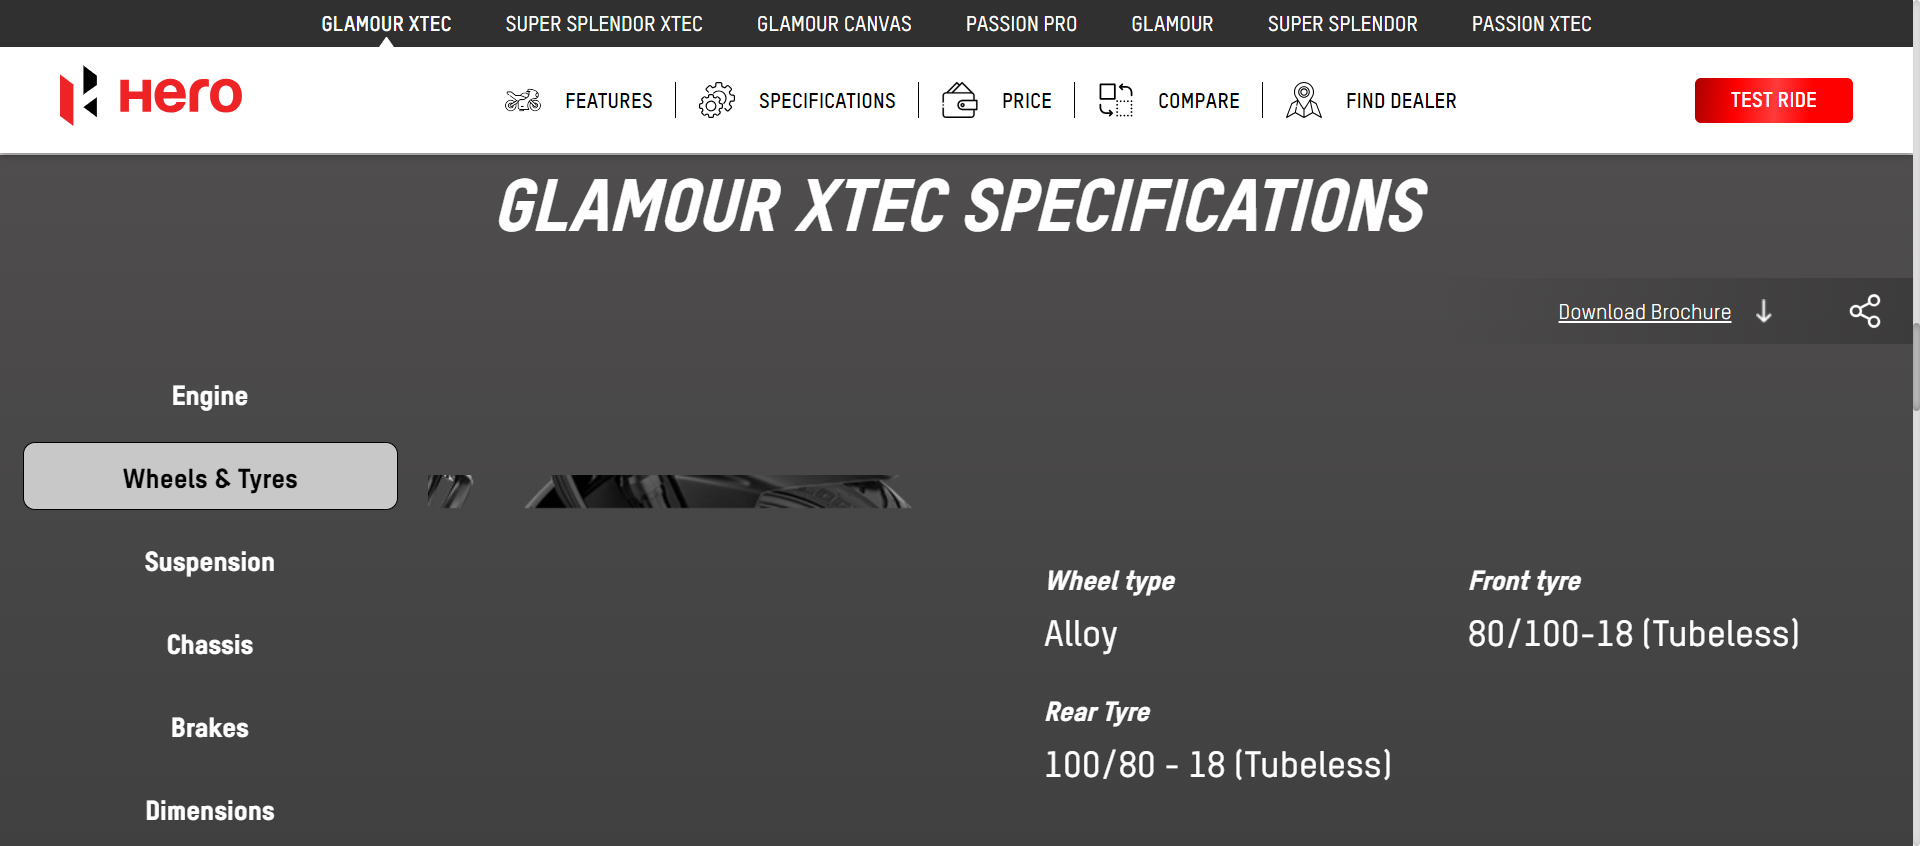 GLAMOUR XTEC SUPER SPLENDOR XTEC GLAMOUR CANVAS PASSION PRO GLAMOUR SUPER SPLENDOR PASSION XTEC
Hero FEATURES SPECIFICATIONS PRICE COMPARE FIND DEALER TEST RIDE
GLAMOUR XTEC SPECIFICATIONS
Download Brochure
Engine
Wheels & Tyres
Suspension
Chassis
Brakes
Dimensions
Wheel type
Alloy
Front tyre
80/100-18 (Tubeless)
Rear Tyre
100/80 - 18 (Tubeless)